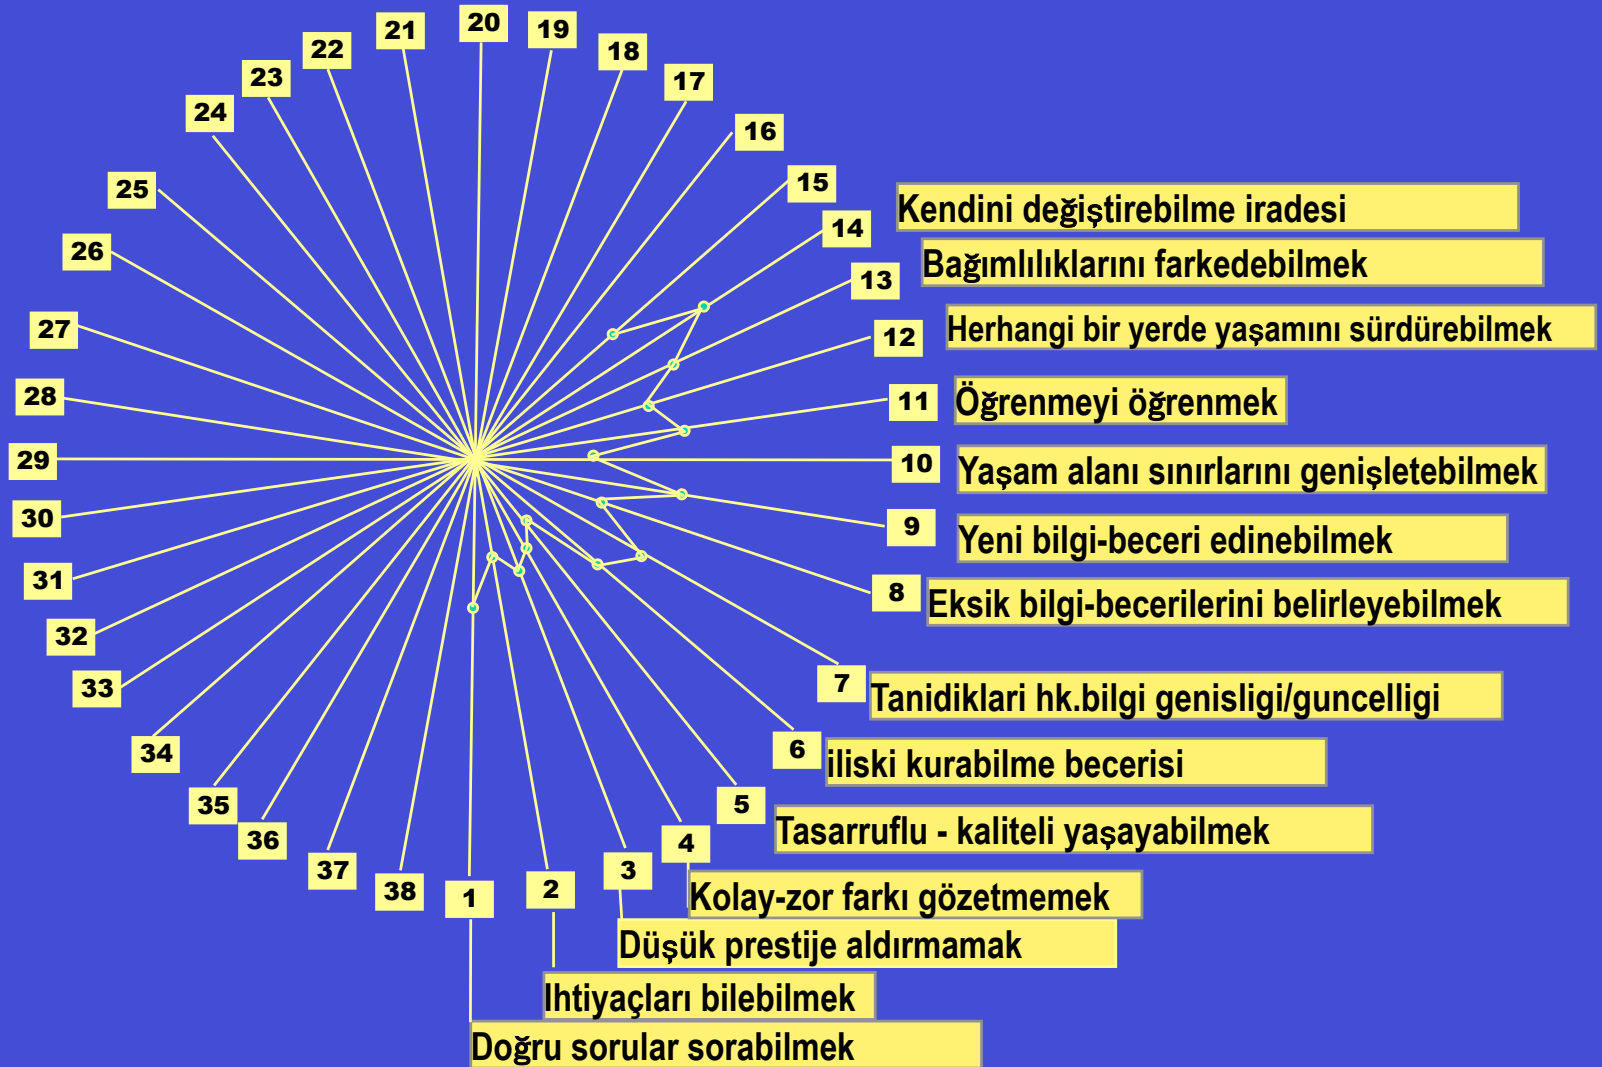 20
21
19
22
18
23
17
24
16
15
25
Kendini değiştirebilme iradesi
14
26
Bağımlılıklarını farkedebilmek
13
27
Herhangi bir yerde yaşamını sürdürebilmek
12
28
11
Öğrenmeyi öğrenmek
29
10
Yaşam alanı sınırlarını genişletebilmek
30
9
Yeni bilgi-beceri edinebilmek
31
8
Eksik bilgi-becerilerini belirleyebilmek
32
33
7
Tanidiklari hk.bilgi genisligi/guncelligi
34
6
iliski kurabilme becerisi
35
5
Tasarruflu - kaliteli yaşayabilmek
36
4
37
3
38
2
1
Kolay-zor farkı gözetmemek
Düşük prestije aldırmamak
Ihtiyaçları bilebilmek
Doğru sorular sorabilmek